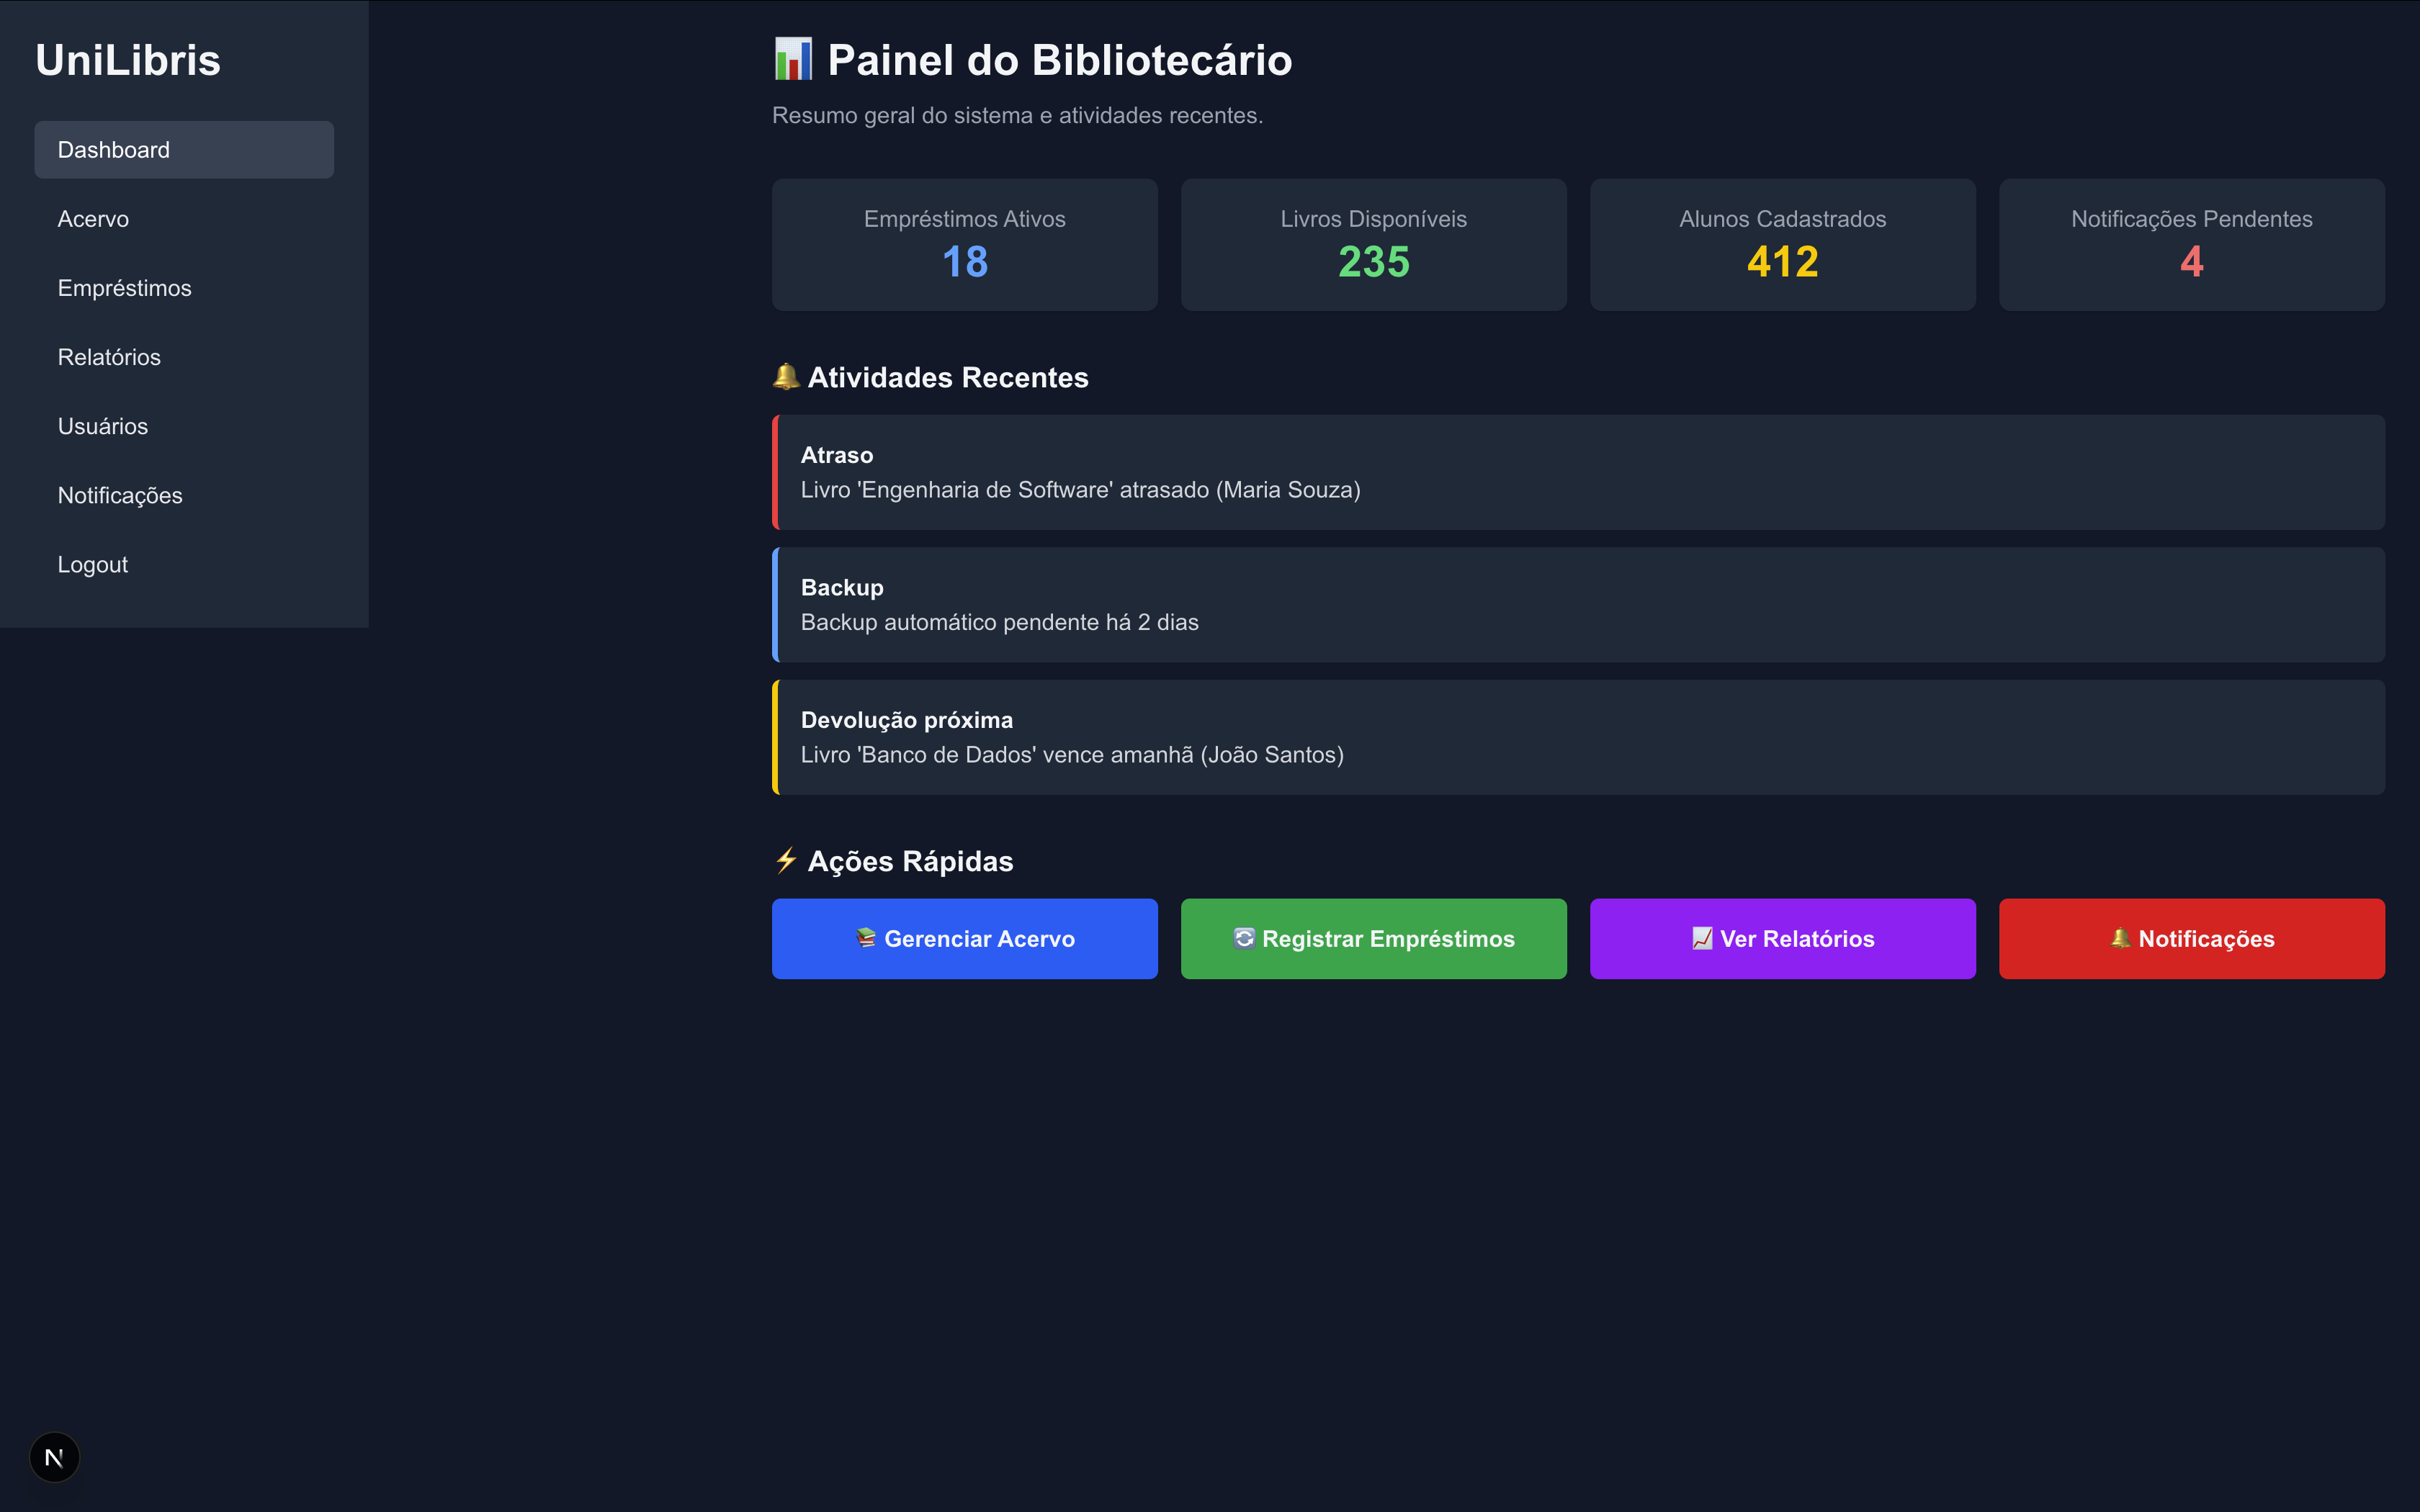 UniLibris
Dashboard
Acervo
Empréstimos
Relatórios
Usuários
Notificações
Logout
📊 Painel do Bibliotecário
Resumo geral do sistema e atividades recentes.
Empréstimos Ativos
18
Livros Disponíveis
235
Alunos Cadastrados
412
Notificações Pendentes
4
🔔 Atividades Recentes
Atraso
Livro 'Engenharia de Software' atrasado (Maria Souza)
Backup
Backup automático pendente há 2 dias
Devolução próxima
Livro 'Banco de Dados' vence amanhã (João Santos)
⚡ Ações Rápidas
📚 Gerenciar Acervo
🔄 Registrar Empréstimos
📈 Ver Relatórios
🔔 Notificações
N